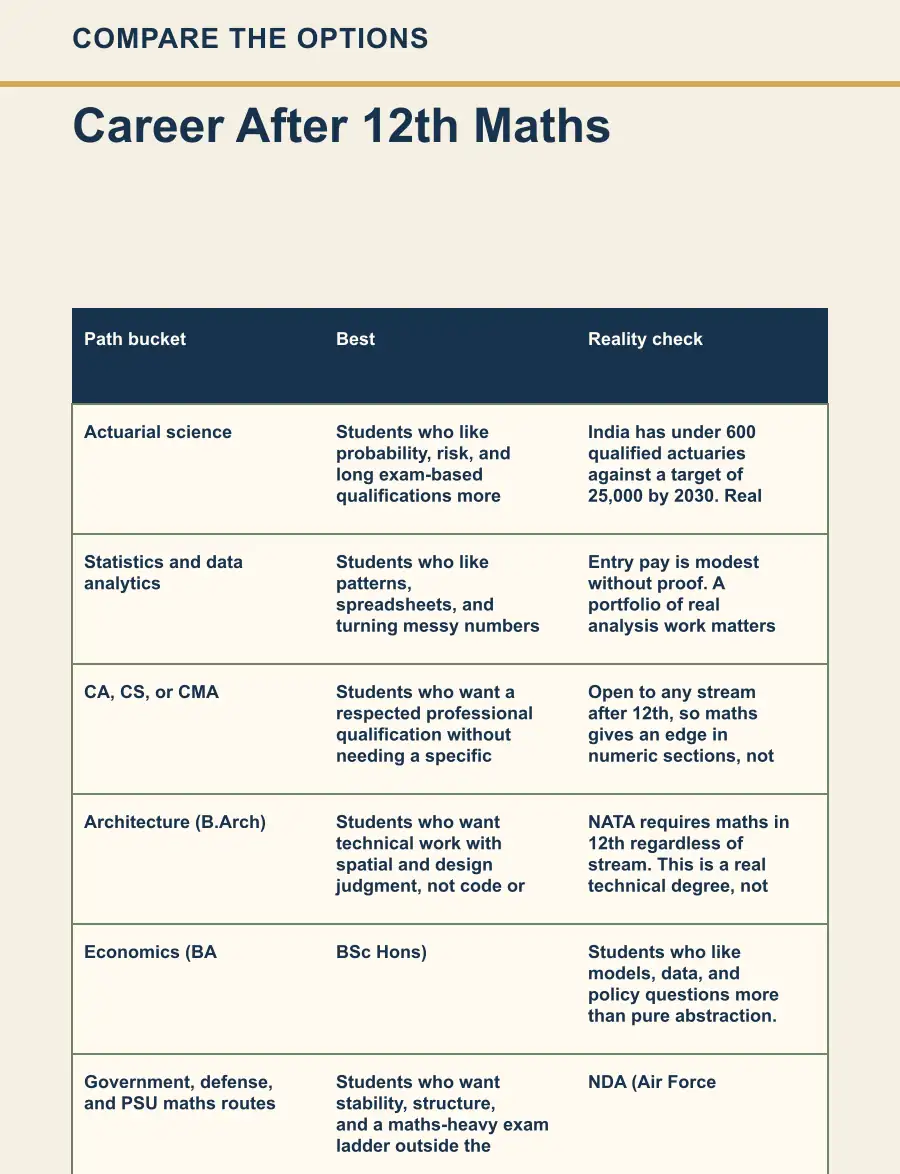 COMPARE THE OPTIONS
Career After 12th Maths
Path bucket
Best
Reality check
Actuarial science
Students who like
probability, risk, and
long exam-based
qualifications more
India has under 600
qualified actuaries
against a target of
25,000 by 2030. Real
Statistics and data
analytics
Students who like
patterns,
spreadsheets, and
turning messy numbers
Entry pay is modest
without proof. A
portfolio of real
analysis work matters
CA, CS, or CMA
Students who want a
respected professional
qualification without
needing a specific
Open to any stream
after 12th, so maths
gives an edge in
numeric sections, not
Architecture (B.Arch)
Students who want
technical work with
spatial and design
judgment, not code or
NATA requires maths in
12th regardless of
stream. This is a real
technical degree, not
Economics (BA
BSc Hons)
Students who like
models, data, and
policy questions more
than pure abstraction.
Government, defense,
and PSU maths routes
Students who want
stability, structure,
and a maths-heavy exam
ladder outside the
NDA (Air Force